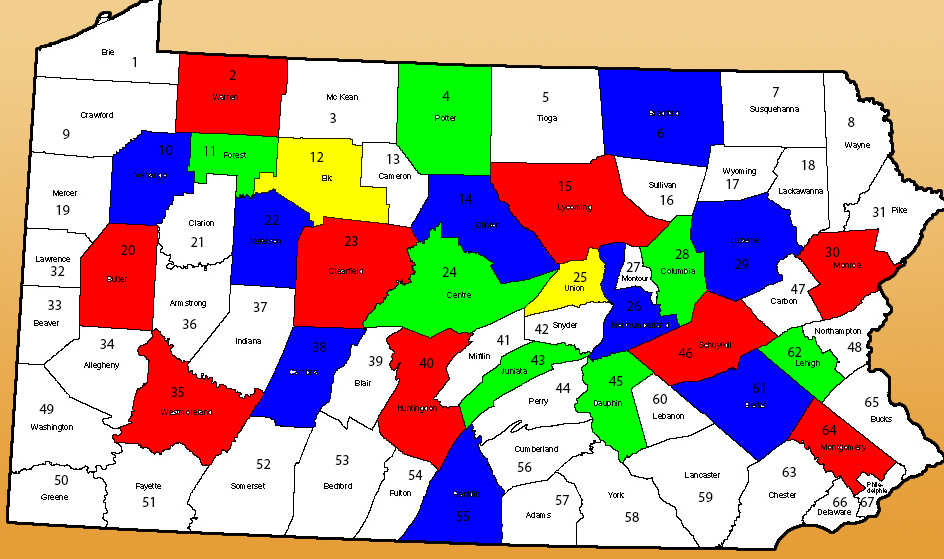 Erie
1
2
Warren
Mc Kean
3
4
Potter
5
Tioga
6
7
Susquehanna
8
Wayne
Crawford
9
10
11 Forest
12
Elk
13
Cameron
14
15
Lycoming
Sullivan
16
Wyoming
17
18
Lackawanna
Mercer
19
20
Butler
Clarion
21
22
23
Clearfield
24
Centre
25
Union
26
27
Montour
28
Columbia
29
30
Monroe
31 Pike
Lawrence
32
33
Beaver
34
Allegheny
35
Westmoreland
Armstrong
36
37
Indiana
38
39
Blair
40
Huntingdon
41
Mifflin
42 Snyder
43
Juniata
44
Perry
45
Dauphin
46
47
Carbon
Northampton
48
49
Washington
50
Greene
Fayette
51
52
Somerset
53
Bedford
54
Fulton
55
Cumberland
56
57
Adams
York
58
Lancaster
59
60
Lebanon
61
62
Lehigh
63
Chester
64
Montgomery
65
Bucks
66
Delaware
Phila-
delphia
67